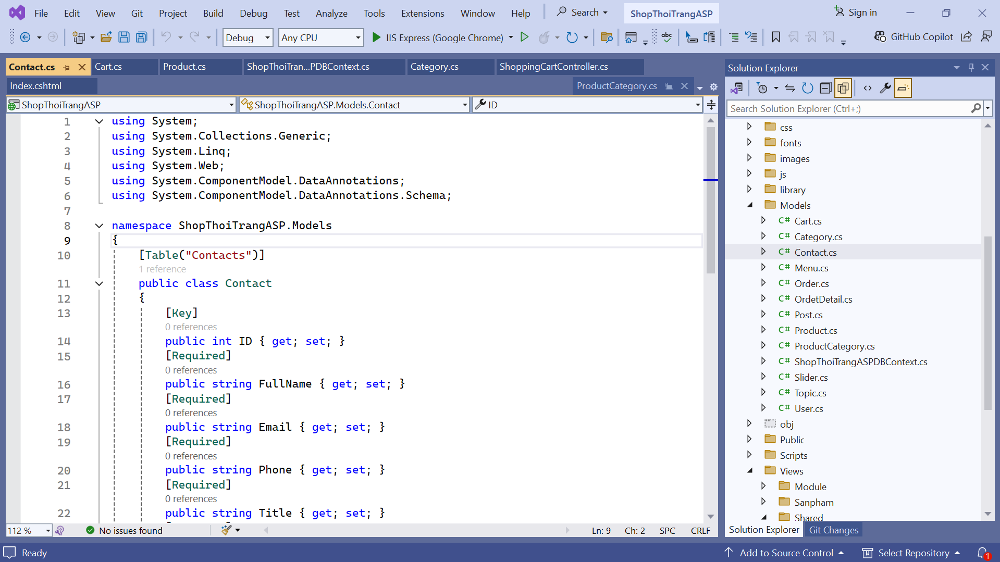 File Edit View Git Project Build Debug Test Analyze Tools Extensions Window Help Search ShopThoiTrangASP Sign in
Debug Any CPU IIS Express (Google Chrome) abc GitHub Copilot
Contact.cs Cart.cs Product.cs ShopThoiTran...PDBContext.cs Category.cs ShoppingCartController.cs
Index.cshtml ProductCategory.cs
ShopThoiTrangASP ShopThoiTrangASP.Models.Contact ID
1 using System;
2 using System.Collections.Generic;
3 using System.Linq;
4 using System.Web;
5 using System.ComponentModel.DataAnnotations;
6 using System.ComponentModel.DataAnnotations.Schema;
7
8 namespace ShopThoiTrangASP.Models
9 {
10 [Table("Contacts")]
1 reference
11 public class Contact
12 {
13 [Key]
0 references
14 public int ID { get; set; }
15 [Required]
0 references
16 public string FullName { get; set; }
17 [Required]
0 references
18 public string Email { get; set; }
19 [Required]
0 references
20 public string Phone { get; set; }
21 [Required]
0 references
22 public string Title { get; set; }
112 % No issues found Ln: 9 Ch: 2 SPC CRLF
Solution Explorer
Search Solution Explorer (Ctrl+;)
css
fonts
images
js
library
Models
C# Cart.cs
C# Category.cs
C# Contact.cs
C# Menu.cs
C# Order.cs
C# OrdetDetail.cs
C# Post.cs
C# Product.cs
C# ProductCategory.cs
C# ShopThoiTrangASPDBContext.cs
C# Slider.cs
C# Topic.cs
C# User.cs
obj
Public
Scripts
Views
Module
Sanpham
Shared
Solution Explorer Git Changes
Ready Add to Source Control Select Repository 1